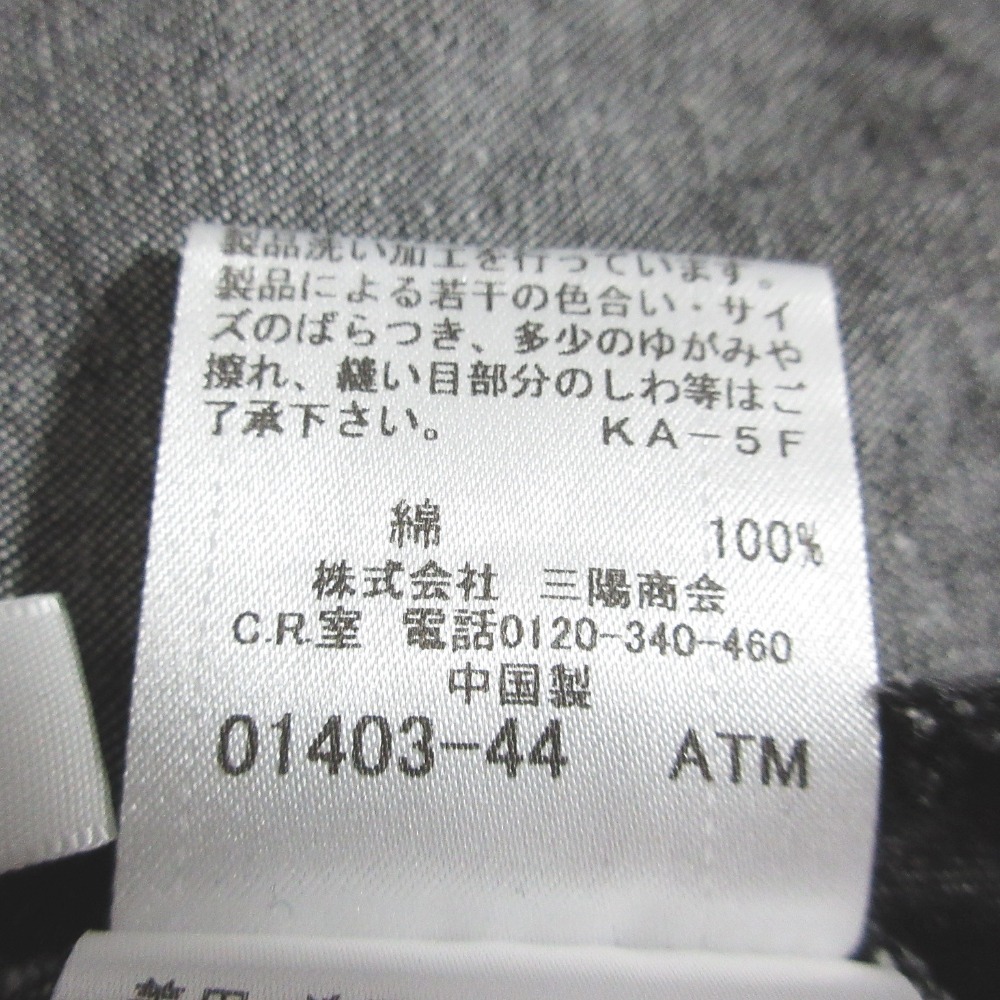 製品洗い加工を行っています。
製品による若干の色合い・サイ
ズのばらつき、多少のゆがみや
擦れ、縫い目部分のしわ等はご
了承下さい。 KA-5F
綿 100%
株式会社 三陽商会
C.R.室 電話0120-340-460
中国製
01403-44 ATM